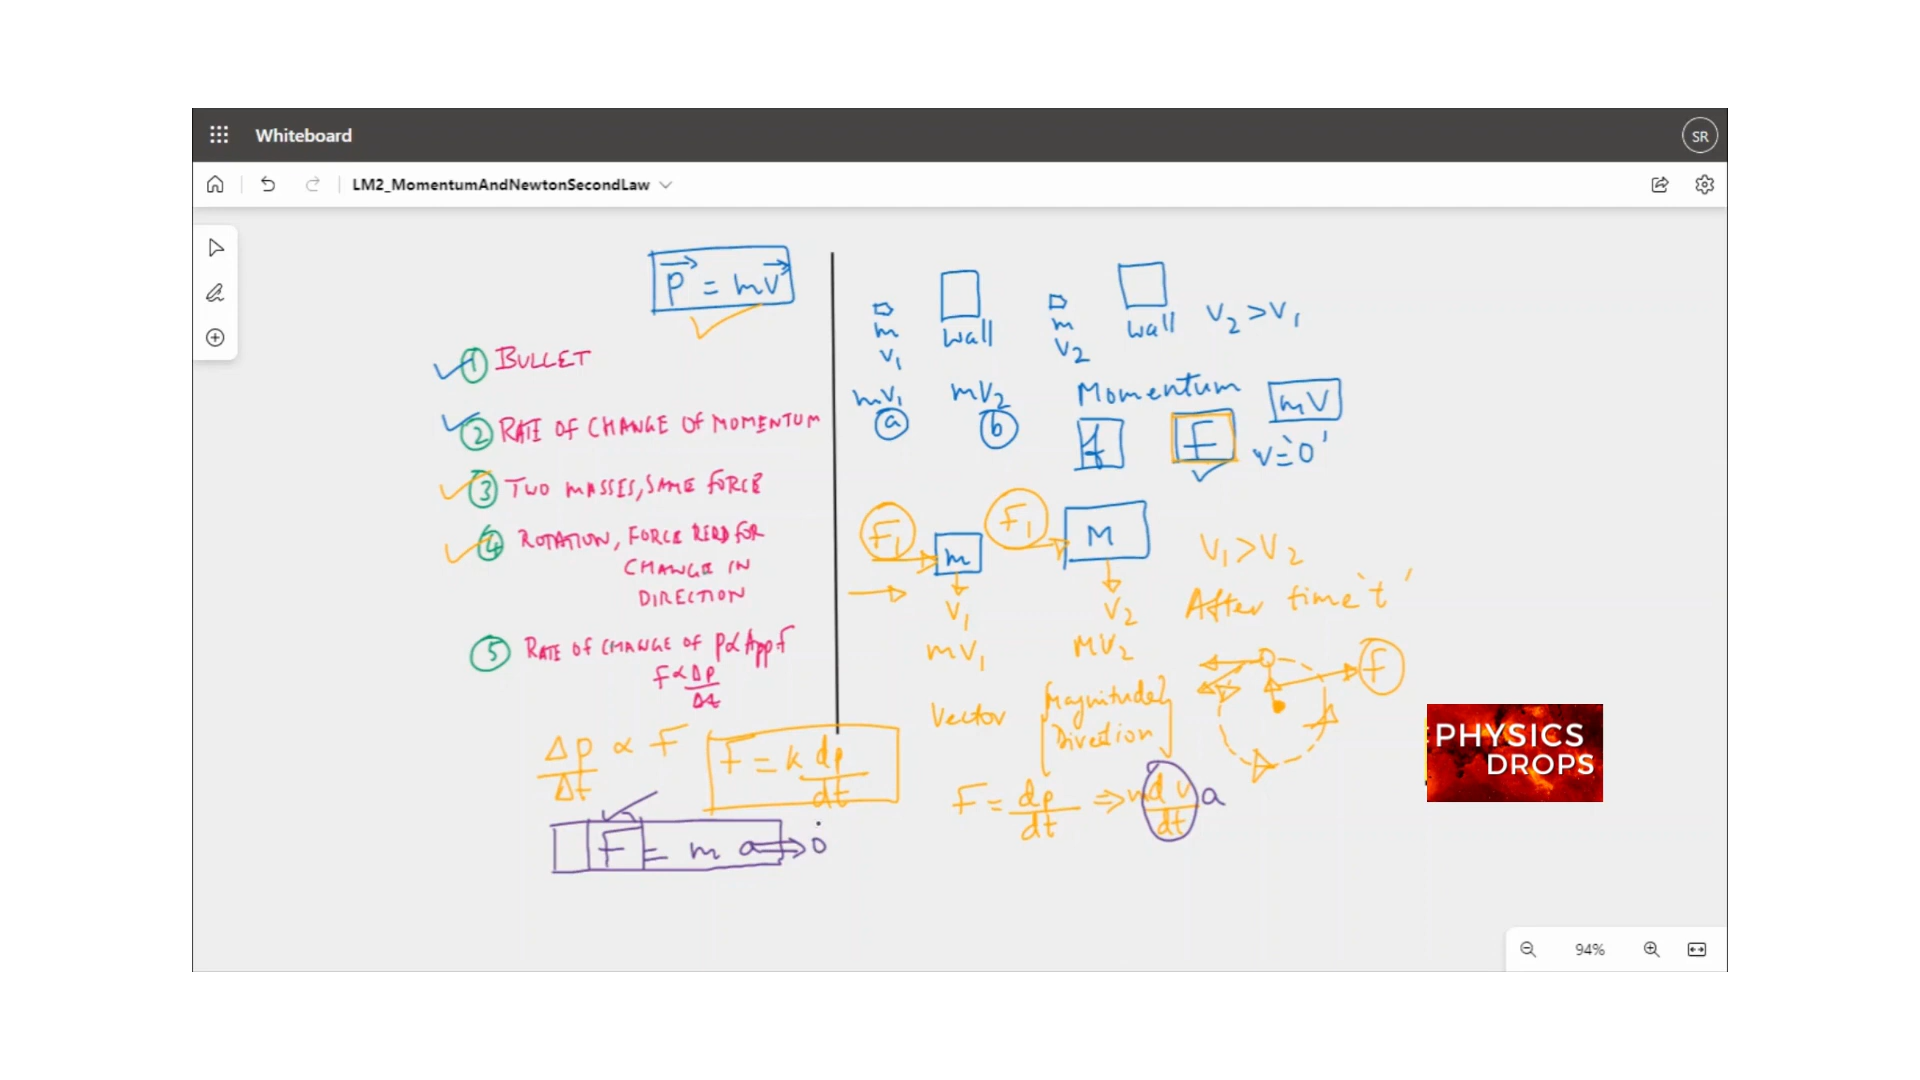 Whiteboard
SR
LM2_MomentumAndNewtonSecondLaw
P = mV
① BULLET
② RATE OF CHANGE OF MOMENTUM
③ TWO MASSES, SAME FORCE
④ ROTATION, FORCE REQD FOR
CHANGE IN
DIRECTION
⑤ RATE OF CHANGE OF P∝App F
F∝Δp/Δt
Δp/Δt ∝ F
F = k dp/dt
F = m a ⇒ 0
wall
wall
V2 > V1
m
m
V1
V2
mV1
mV2
Momentum
mV
a
b
f
F
V='0'
F1
F1
m
M
V1 > V2
V1
V2
After time 't'
mV1
MV2
F
Vector
Magnitude
Direction
F = dp/dt ⇒ m dv/dt a
PHYSICS
DROPS
94%